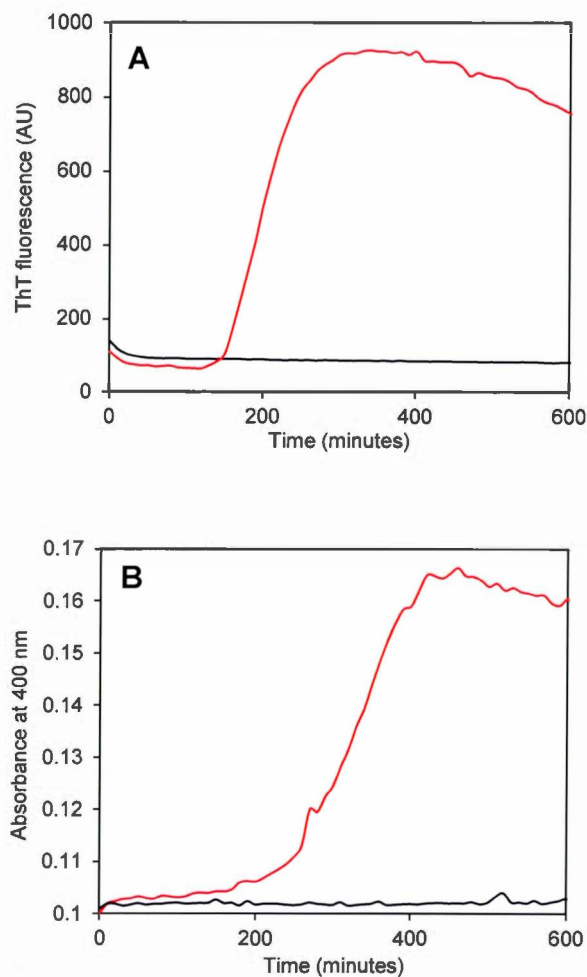 A
ThT fluorescence (AU)
1000
800
600
400
200
0
0 200 400 600
Time (minutes)
B
Absorbance at 400 nm
0.17
0.16
0.15
0.14
0.13
0.12
0.11
0.1
0 200 400 600
Time (minutes)